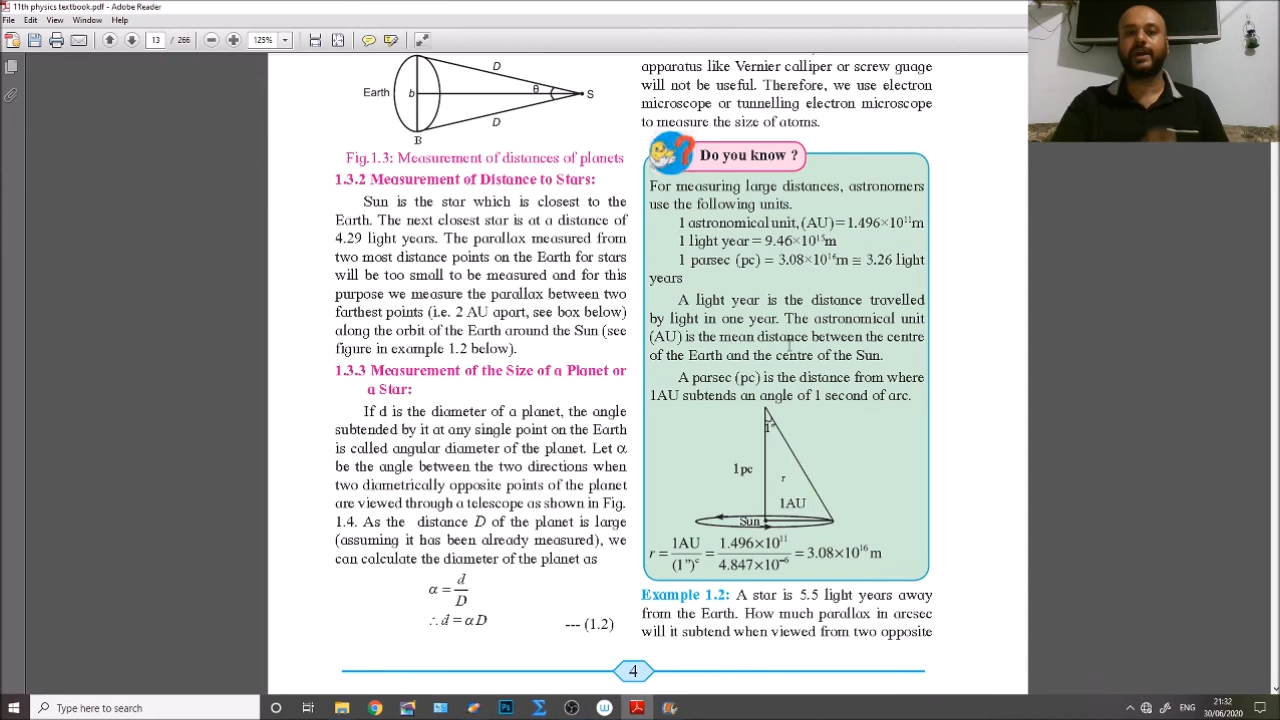 11th physics textbook.pdf - Adobe Reader
File Edit View Window Help
13 / 266
125%
Earth
b
B
D
D
θ
S
Fig.1.3: Measurement of distances of planets
1.3.2 Measurement of Distance to Stars:
Sun is the star which is closest to the
Earth. The next closest star is at a distance of
4.29 light years. The parallax measured from
two most distance points on the Earth for stars
will be too small to be measured and for this
purpose we measure the parallax between two
farthest points (i.e. 2 AU apart, see box below)
along the orbit of the Earth around the Sun (see
figure in example 1.2 below).
1.3.3 Measurement of the Size of a Planet or
a Star:
If d is the diameter of a planet, the angle
subtended by it at any single point on the Earth
is called angular diameter of the planet. Let α
be the angle between the two directions when
two diametrically opposite points of the planet
are viewed through a telescope as shown in Fig.
1.4. As the distance D of the planet is large
(assuming it has been already measured), we
can calculate the diameter of the planet as
α = d/D
∴ d = α D --- (1.2)
apparatus like Vernier calliper or screw guage
will not be useful. Therefore, we use electron
microscope or tunnelling electron microscope
to measure the size of atoms.
Do you know ?
For measuring large distances, astronomers
use the following units.
1 astronomical unit, (AU) = 1.496×10¹¹m
1 light year = 9.46×10¹⁵m
1 parsec (pc) = 3.08×10¹⁶m ≅ 3.26 light
years
A light year is the distance travelled
by light in one year. The astronomical unit
(AU) is the mean distance between the centre
of the Earth and the centre of the Sun.
A parsec (pc) is the distance from where
1AU subtends an angle of 1 second of arc.
1"
1pc
r
1AU
Sun
r = 1AU/(1")ᶜ = 1.496×10¹¹/4.847×10⁻⁶ = 3.08×10¹⁶ m
Example 1.2: A star is 5.5 light years away
from the Earth. How much parallax in arcsec
will it subtend when viewed from two opposite
4
Type here to search
ENG
21:32
30/06/2020